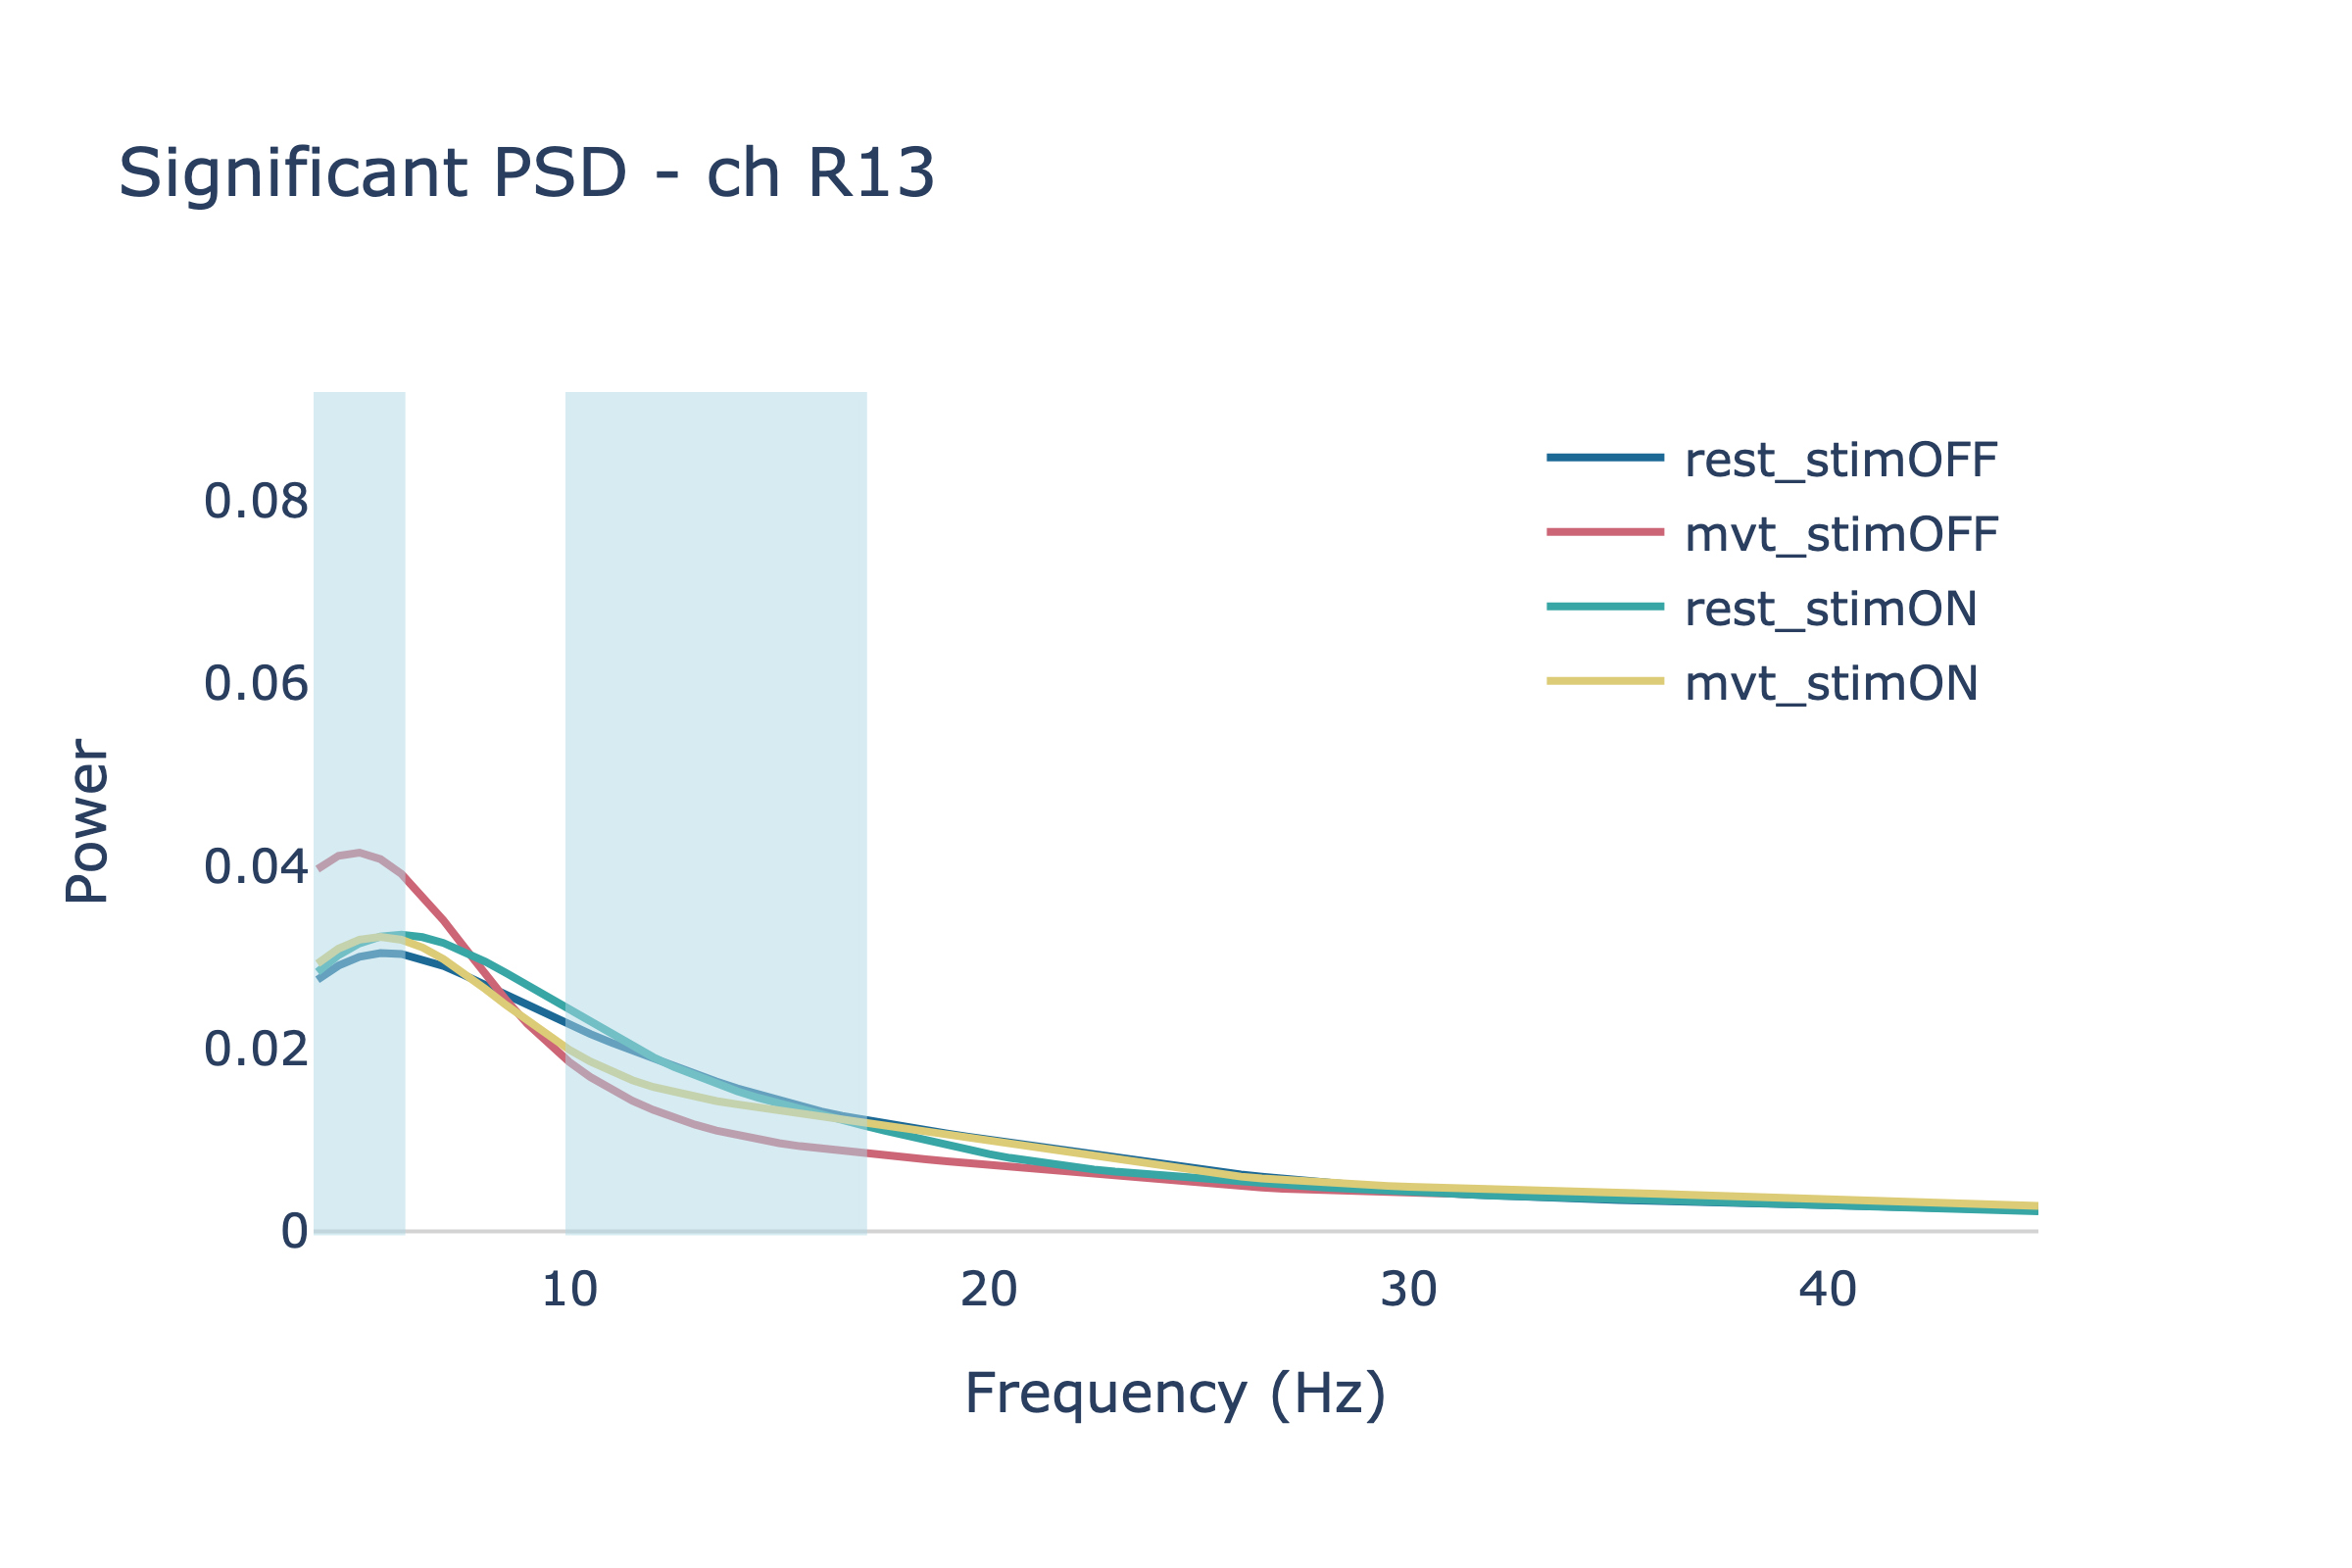 Significant PSD - ch R13
rest_stimOFF
mvt_stimOFF
rest_stimON
mvt_stimON
Power
0.08
0.06
0.04
0.02
0
10 20 30 40
Frequency (Hz)